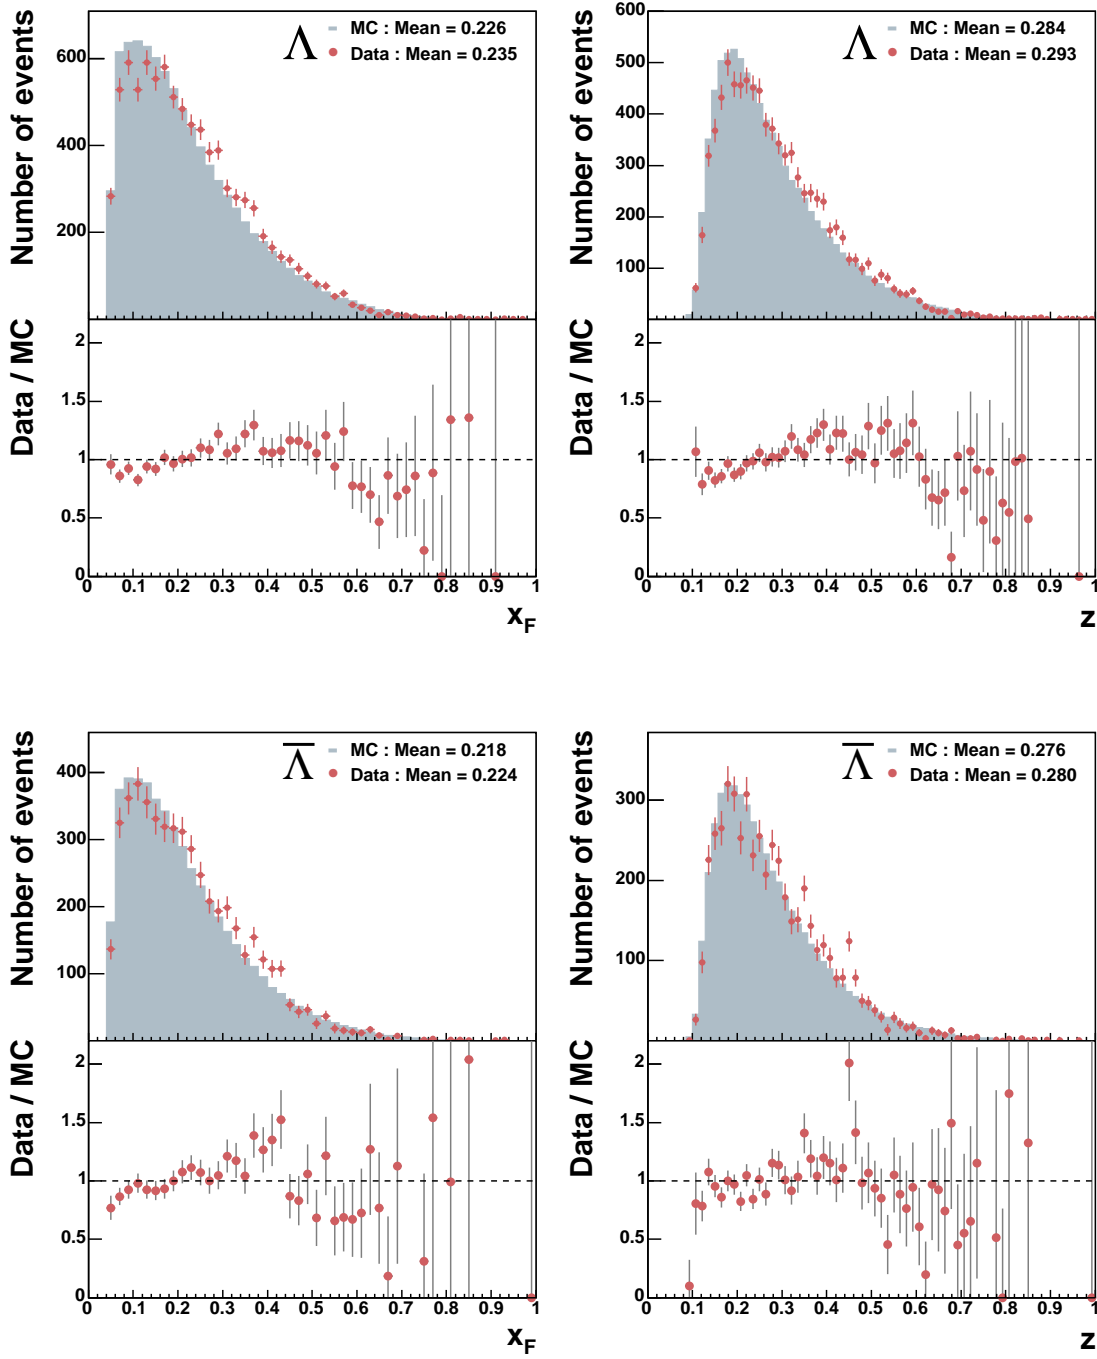 Number of events
600
400
200
Λ
MC : Mean = 0.226
Data : Mean = 0.235
Data / MC
2
1.5
1
0.5
0
0 0.1 0.2 0.3 0.4 0.5 0.6 0.7 0.8 0.9 1
x_F
Number of events
600
500
400
300
200
100
Λ
MC : Mean = 0.284
Data : Mean = 0.293
Data / MC
2
1.5
1
0.5
0
0 0.1 0.2 0.3 0.4 0.5 0.6 0.7 0.8 0.9 1
z
Number of events
400
300
200
100
Λ̅
MC : Mean = 0.218
Data : Mean = 0.224
Data / MC
2
1.5
1
0.5
0
0 0.1 0.2 0.3 0.4 0.5 0.6 0.7 0.8 0.9 1
x_F
Number of events
300
200
100
Λ̅
MC : Mean = 0.276
Data : Mean = 0.280
Data / MC
2
1.5
1
0.5
0
0 0.1 0.2 0.3 0.4 0.5 0.6 0.7 0.8 0.9 1
z